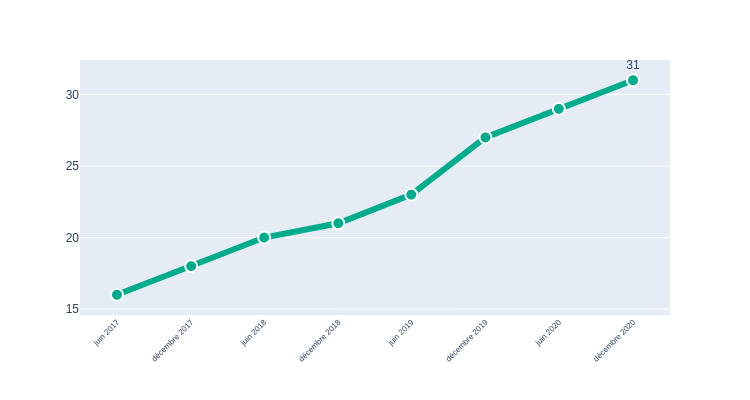 31
30
25
20
15
juin 2017
décembre 2017
juin 2018
décembre 2018
juin 2019
décembre 2019
juin 2020
décembre 2020